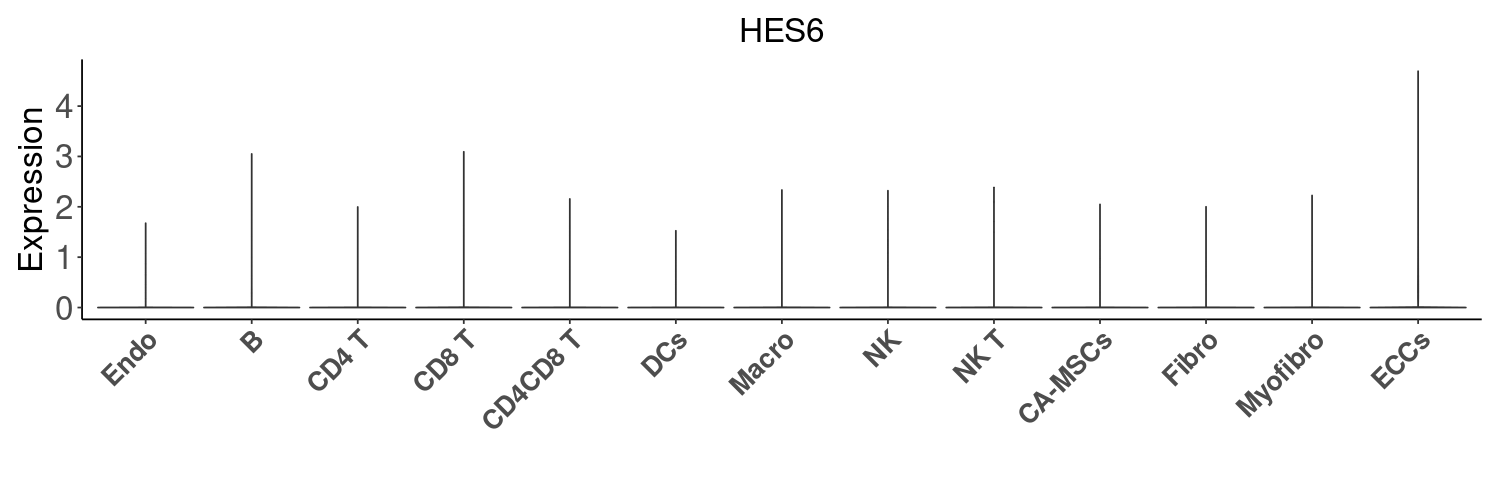 HES6
Expression
4
3
2
1
0
Endo
B
CD4 T
CD8 T
CD4CD8 T
DCs
Macro
NK
NK T
CA-MSCs
Fibro
Myofibro
ECCs